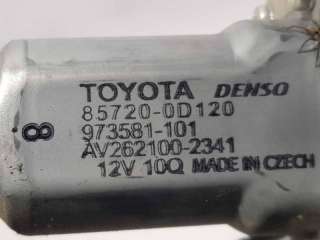 TOYOTA DENSO
85720-0D120
973581-101
AV262100-2341
12V 10Q MADE IN CZECH
8